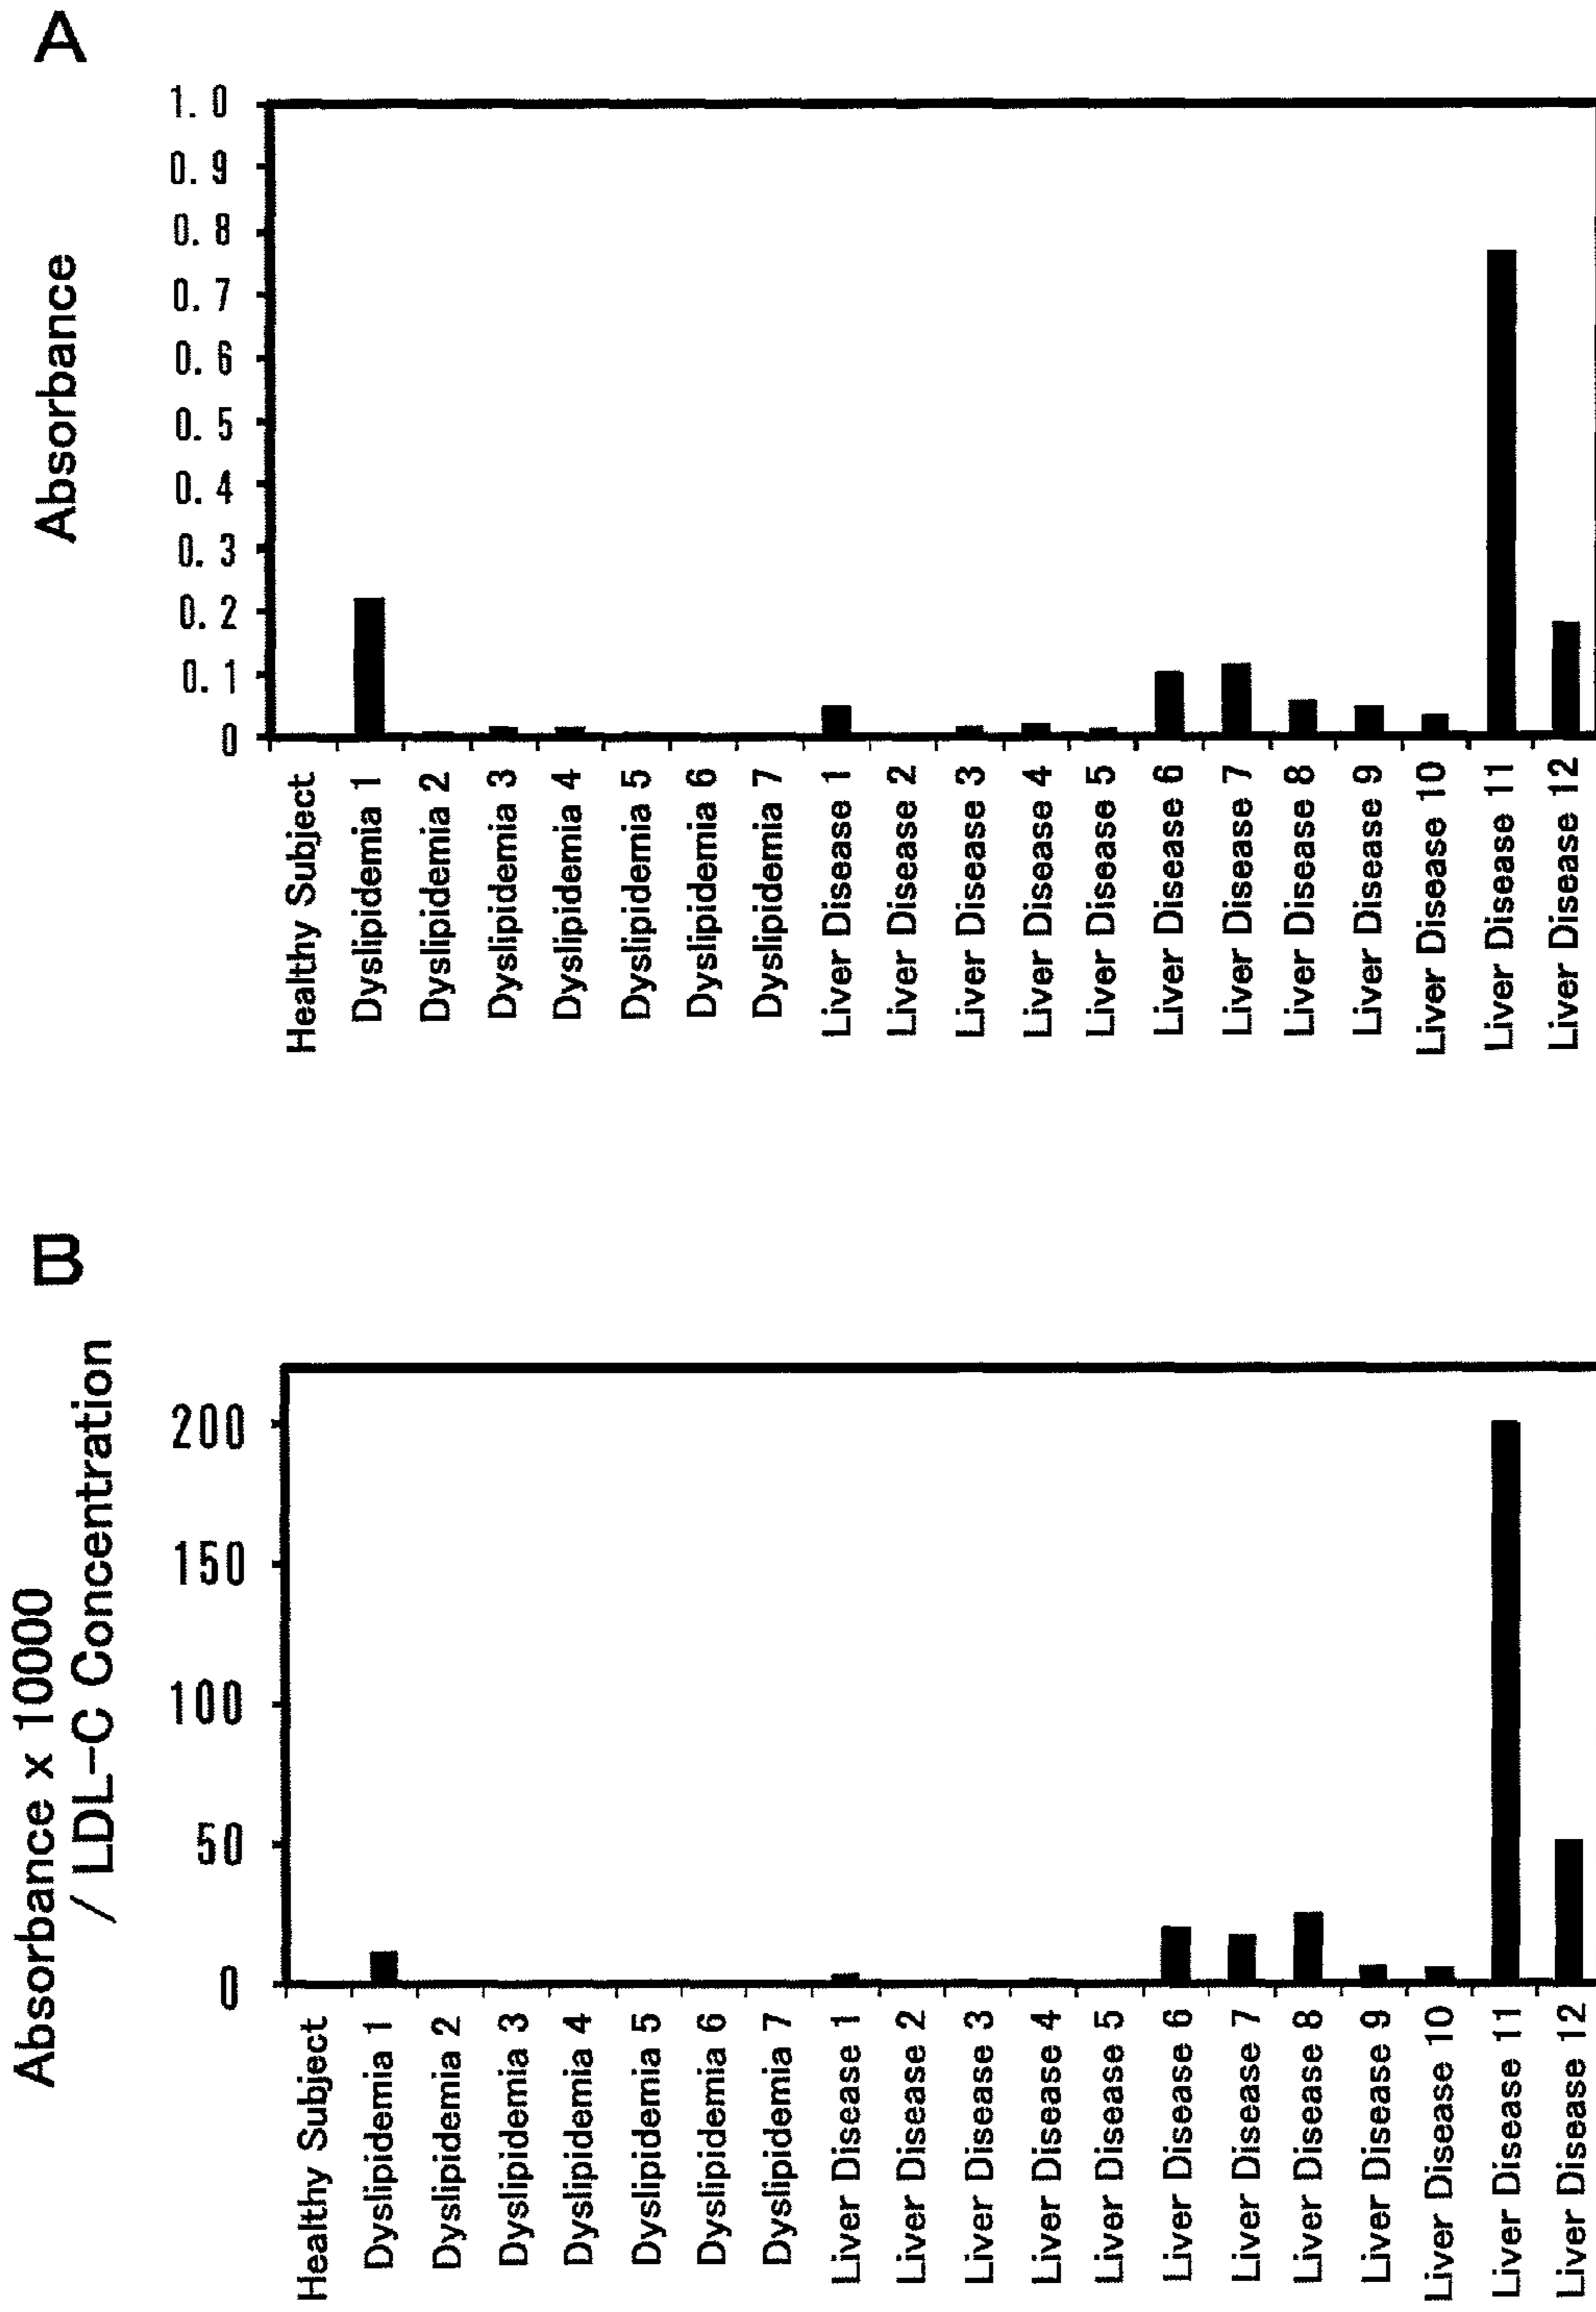 A
Absorbance
1.0
0.9
0.8
0.7
0.6
0.5
0.4
0.3
0.2
0.1
0
Healthy Subject
Dyslipidemia 1
Dyslipidemia 2
Dyslipidemia 3
Dyslipidemia 4
Dyslipidemia 5
Dyslipidemia 6
Dyslipidemia 7
Liver Disease 1
Liver Disease 2
Liver Disease 3
Liver Disease 4
Liver Disease 5
Liver Disease 6
Liver Disease 7
Liver Disease 8
Liver Disease 9
Liver Disease 10
Liver Disease 11
Liver Disease 12
B
Absorbance x 10000
/ LDL-C Concentration
200
150
100
50
0
Healthy Subject
Dyslipidemia 1
Dyslipidemia 2
Dyslipidemia 3
Dyslipidemia 4
Dyslipidemia 5
Dyslipidemia 6
Dyslipidemia 7
Liver Disease 1
Liver Disease 2
Liver Disease 3
Liver Disease 4
Liver Disease 5
Liver Disease 6
Liver Disease 7
Liver Disease 8
Liver Disease 9
Liver Disease 10
Liver Disease 11
Liver Disease 12